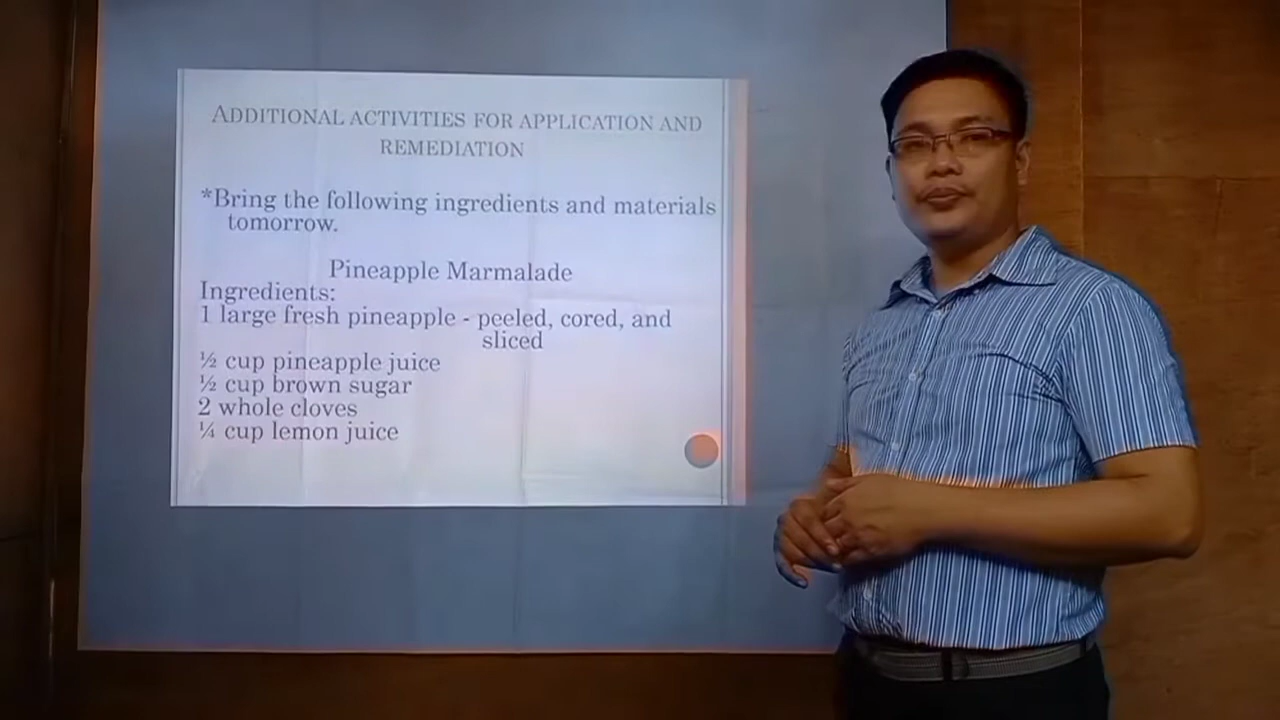 ADDITIONAL ACTIVITIES FOR APPLICATION AND
REMEDIATION
*Bring the following ingredients and materials
tomorrow.
Pineapple Marmalade
Ingredients:
1 large fresh pineapple - peeled, cored, and
sliced
½ cup pineapple juice
½ cup brown sugar
2 whole cloves
¼ cup lemon juice